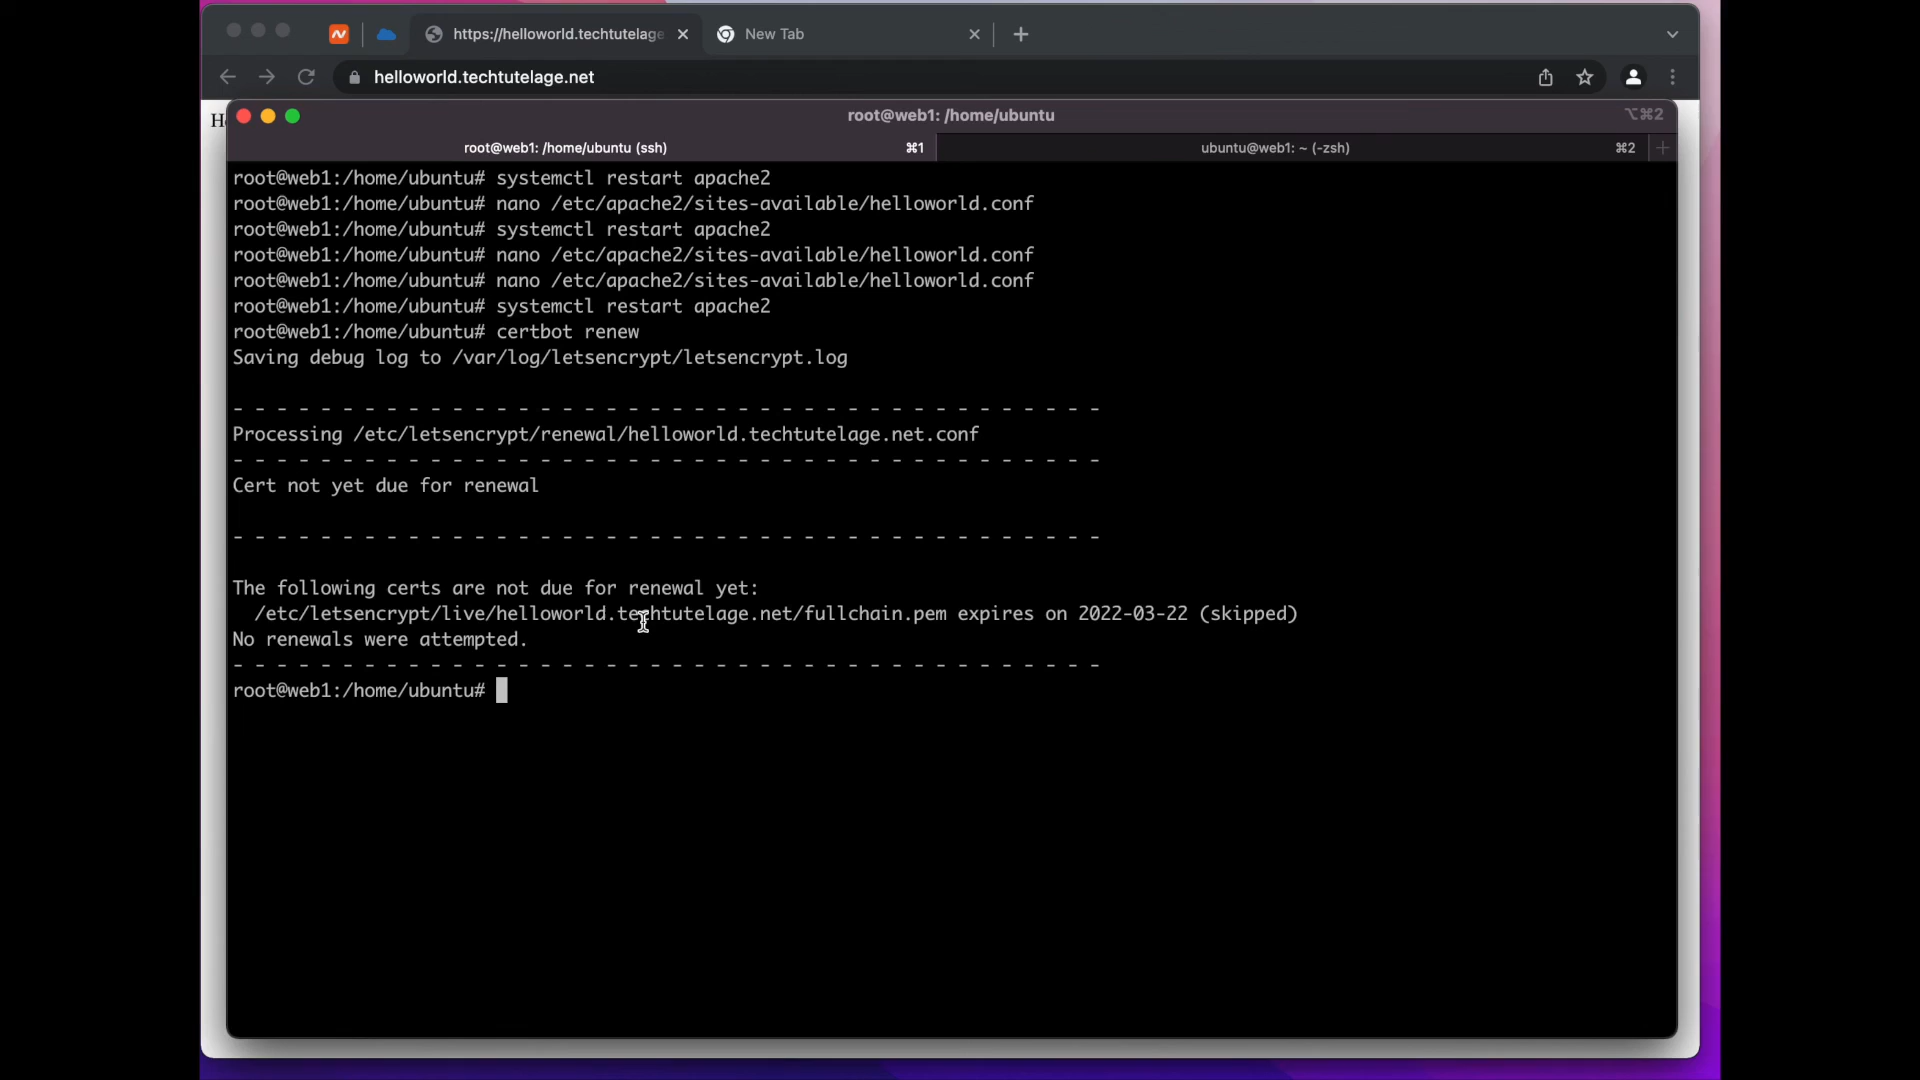 https://helloworld.techtutelage
New Tab
helloworld.techtutelage.net
root@web1: /home/ubuntu
⌥⌘2
root@web1: /home/ubuntu (ssh) ⌘1
ubuntu@web1: ~ (-zsh) ⌘2
root@web1:/home/ubuntu# systemctl restart apache2
root@web1:/home/ubuntu# nano /etc/apache2/sites-available/helloworld.conf
root@web1:/home/ubuntu# systemctl restart apache2
root@web1:/home/ubuntu# nano /etc/apache2/sites-available/helloworld.conf
root@web1:/home/ubuntu# nano /etc/apache2/sites-available/helloworld.conf
root@web1:/home/ubuntu# systemctl restart apache2
root@web1:/home/ubuntu# certbot renew
Saving debug log to /var/log/letsencrypt/letsencrypt.log
- - - - - - - - - - - - - - - - - - - - - - - - - - - - - - - - - - - - - - - -
Processing /etc/letsencrypt/renewal/helloworld.techtutelage.net.conf
- - - - - - - - - - - - - - - - - - - - - - - - - - - - - - - - - - - - - - - -
Cert not yet due for renewal
- - - - - - - - - - - - - - - - - - - - - - - - - - - - - - - - - - - - - - - -
The following certs are not due for renewal yet:
/etc/letsencrypt/live/helloworld.techtutelage.net/fullchain.pem expires on 2022-03-22 (skipped)
No renewals were attempted.
- - - - - - - - - - - - - - - - - - - - - - - - - - - - - - - - - - - - - - - -
root@web1:/home/ubuntu#